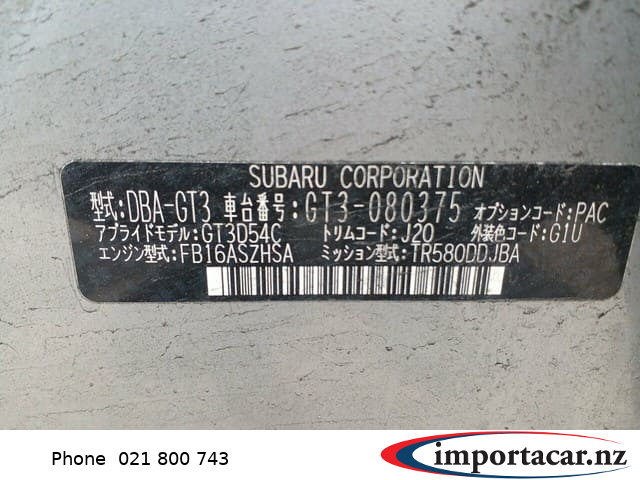 SUBARU CORPORATION
型式:DBA-GT3 車台番号:GT3-080375 オプションコード:PAC
アプライドモデル:GT3D54C トリムコード:J20 外装色コード:G1U
エンジン型式:FB16ASZHSA ミッション型式:TR580DDJBA
Phone 021 800 743
importacar.nz